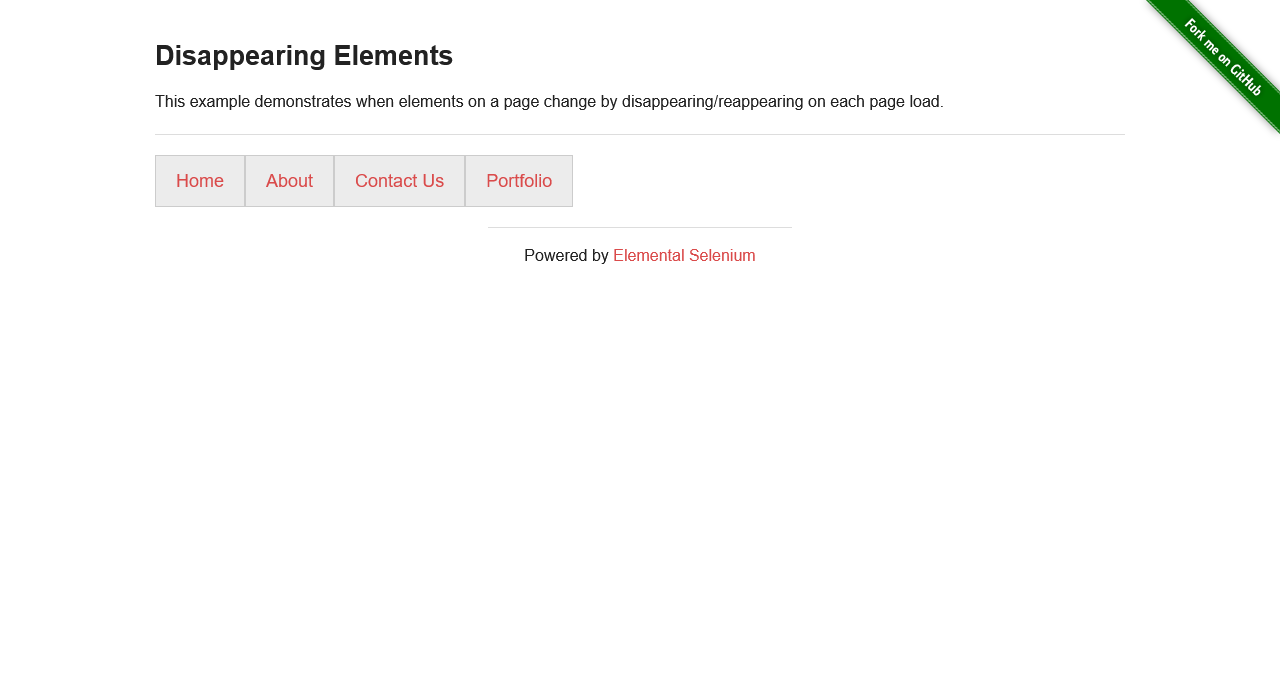 Disappearing Elements
This example demonstrates when elements on a page change by disappearing/reappearing on each page load.
Home
About
Contact Us
Portfolio
Powered by Elemental Selenium
Fork me on GitHub